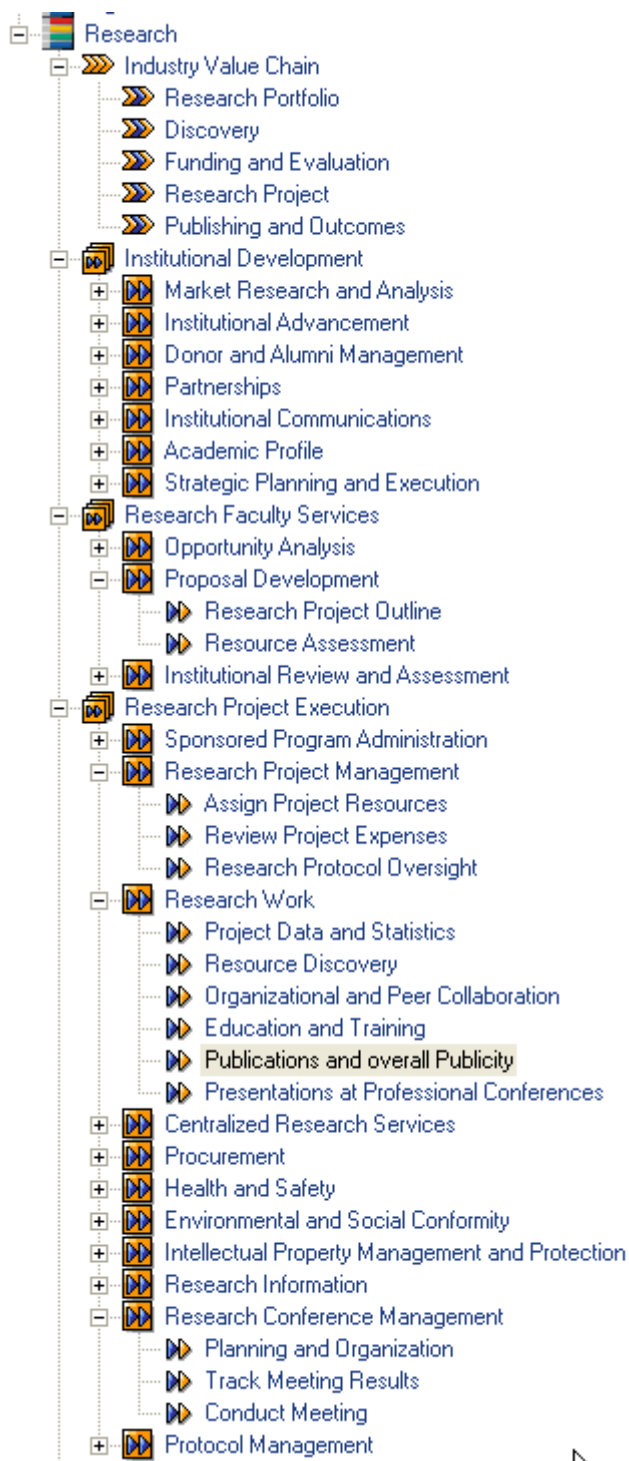 Research
Industry Value Chain
Research Portfolio
Discovery
Funding and Evaluation
Research Project
Publishing and Outcomes
Institutional Development
Market Research and Analysis
Institutional Advancement
Donor and Alumni Management
Partnerships
Institutional Communications
Academic Profile
Strategic Planning and Execution
Research Faculty Services
Opportunity Analysis
Proposal Development
Research Project Outline
Resource Assessment
Institutional Review and Assessment
Research Project Execution
Sponsored Program Administration
Research Project Management
Assign Project Resources
Review Project Expenses
Research Protocol Oversight
Research Work
Project Data and Statistics
Resource Discovery
Organizational and Peer Collaboration
Education and Training
Publications and overall Publicity
Presentations at Professional Conferences
Centralized Research Services
Procurement
Health and Safety
Environmental and Social Conformity
Intellectual Property Management and Protection
Research Information
Research Conference Management
Planning and Organization
Track Meeting Results
Conduct Meeting
Protocol Management